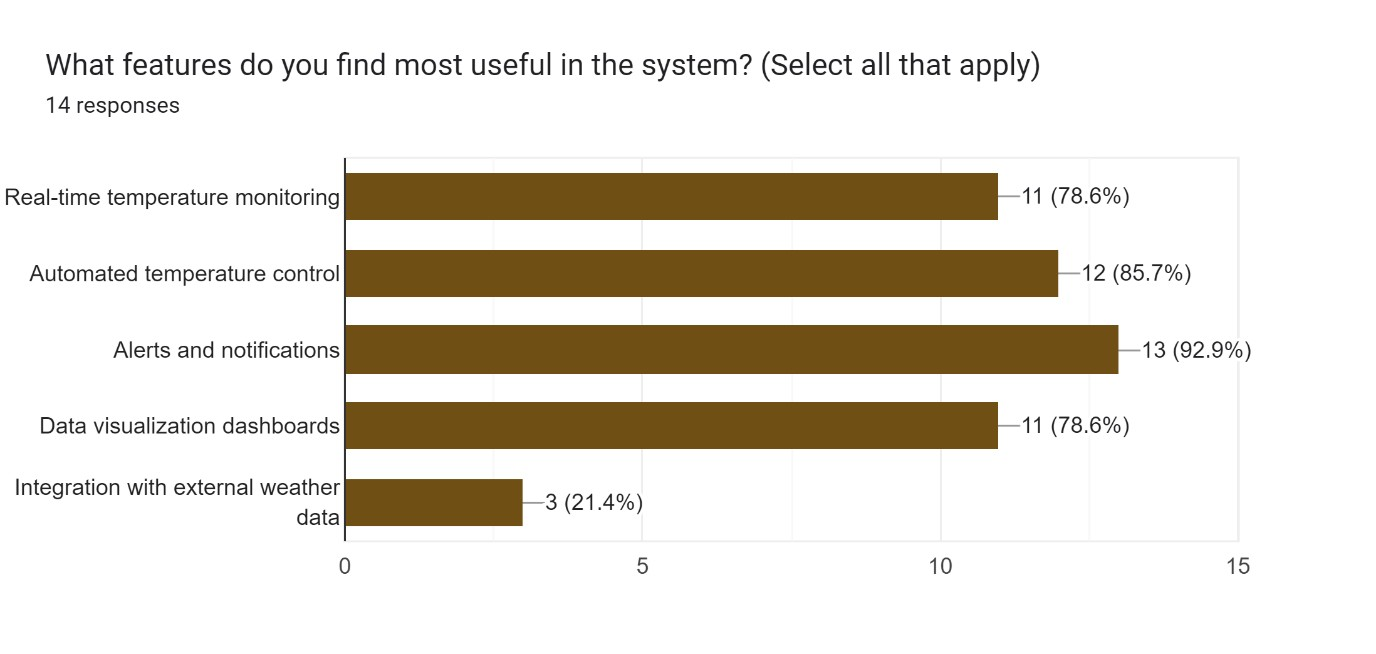 What features do you find most useful in the system? (Select all that apply)
14 responses
Real-time temperature monitoring
11 (78.6%)
Automated temperature control
12 (85.7%)
Alerts and notifications
13 (92.9%)
Data visualization dashboards
11 (78.6%)
Integration with external weather
data
3 (21.4%)
0
5
10
15